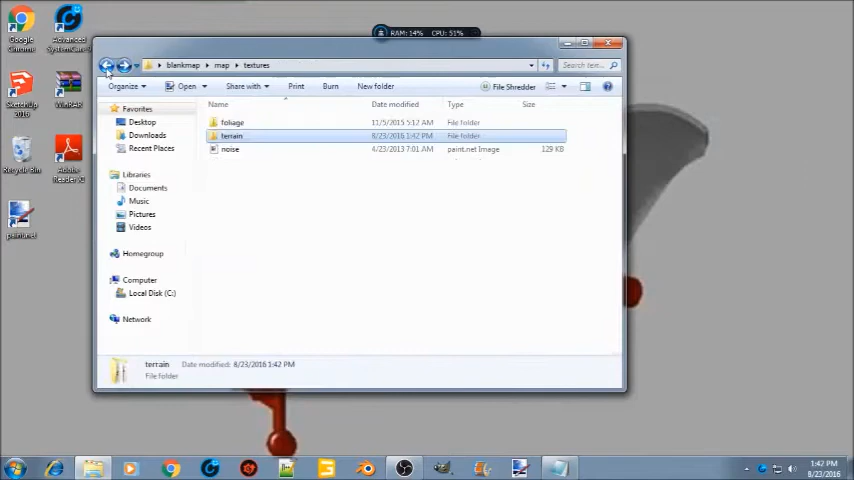 Google
Chrome
Advanced
SystemCare 9
RAM: 14% CPU: 51%
blankmap map textures
Search tem...
Organize Open Share with Print Burn New folder File Shredder
SketchUp
2016
WinRAR
Favorites
Desktop
Downloads
Recent Places
Name Date modified Type Size
foliage 11/5/2015 5:12 AM File folder
terrain 8/23/2016 1:42 PM File folder
noise 4/23/2013 7:01 AM paint.net Image 129 KB
Recycle Bin
Adobe
Reader XI
Libraries
Documents
Music
Pictures
Videos
paint.net
Homegroup
Computer
Local Disk (C:)
Network
terrain Date modified: 8/23/2016 1:42 PM
File folder
1:42 PM
8/23/2016